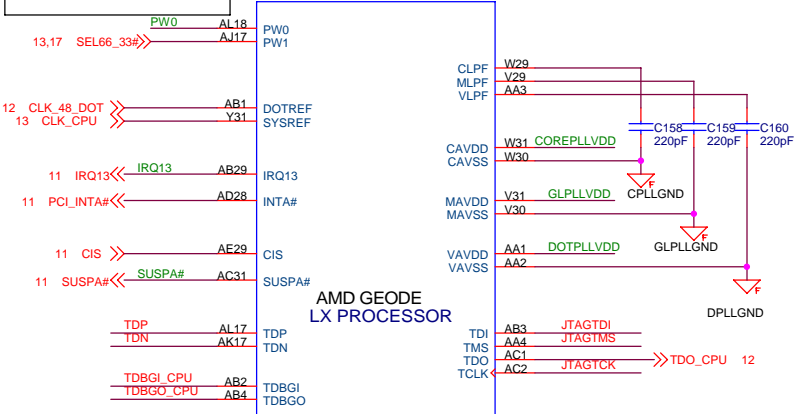 PW0 AL18 PW0
13,17 SEL66_33# AJ17 PW1
CLPF W29
MLPF V29
VLPF AA3
12 CLK_48_DOT AB1 DOTREF
13 CLK_CPU Y31 SYSREF
C158 220pF
C159 220pF
C160 220pF
CAVDD W31 COREPLLVDD
CAVSS W30
11 IRQ13 IRQ13 AB29 IRQ13
CPLLGND F
11 PCI_INTA# AD28 INTA#
MAVDD V31 GLPLLVDD
MAVSS V30
GLPLLGND F
11 CIS AE29 CIS
VAVDD AA1 DOTPLLVDD
VAVSS AA2
11 SUSPA# SUSPA# AC31 SUSPA#
DPLLGND F
AMD GEODE
LX PROCESSOR
TDP AL17 TDP
TDN AK17 TDN
TDI AB3 JTAGTDI
TMS AA4 JTAGTMS
TDO AC1 TDO_CPU 12
TCLK AC2 JTAGTCK
TDBGI_CPU AB2 TDBGI
TDBGO_CPU AB4 TDBGO